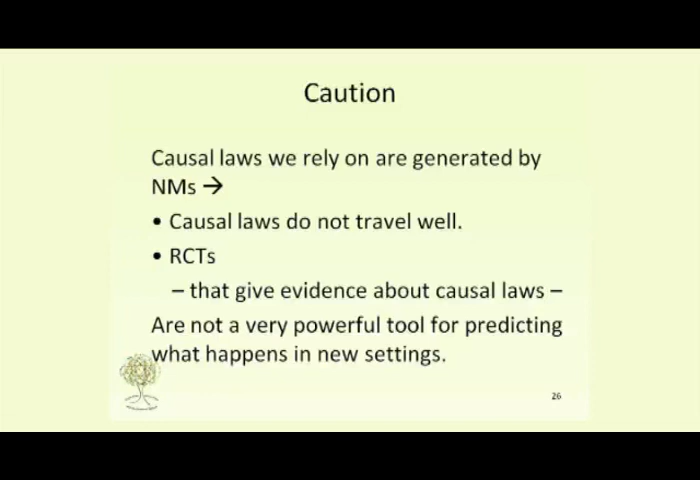 Caution
Causal laws we rely on are generated by
NMs →
• Causal laws do not travel well.
• RCTs
– that give evidence about causal laws –
Are not a very powerful tool for predicting
what happens in new settings.
26